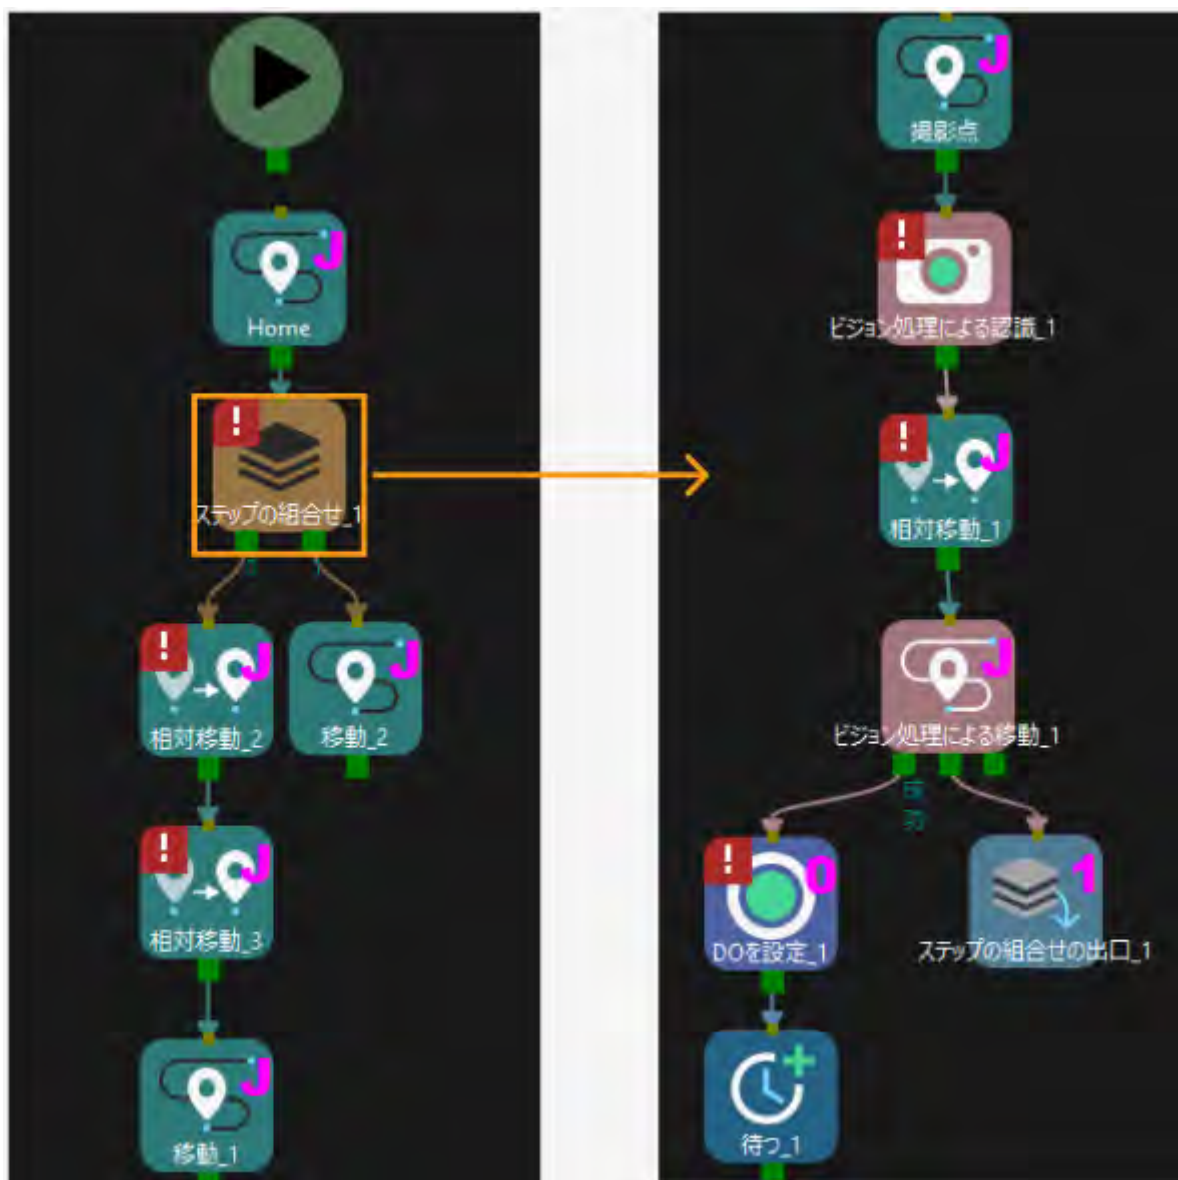 J
Home
!
ステップの組合せ_1
!
J
相対移動_2
J
移動_2
!
J
相対移動_3
J
移動_1
J
撮影点
!
ビジョン処理による認識_1
!
J
相対移動_1
J
ビジョン処理による移動_1
!
0
DOを設定_1
1
ステップの組合せの出口_1
待つ_1